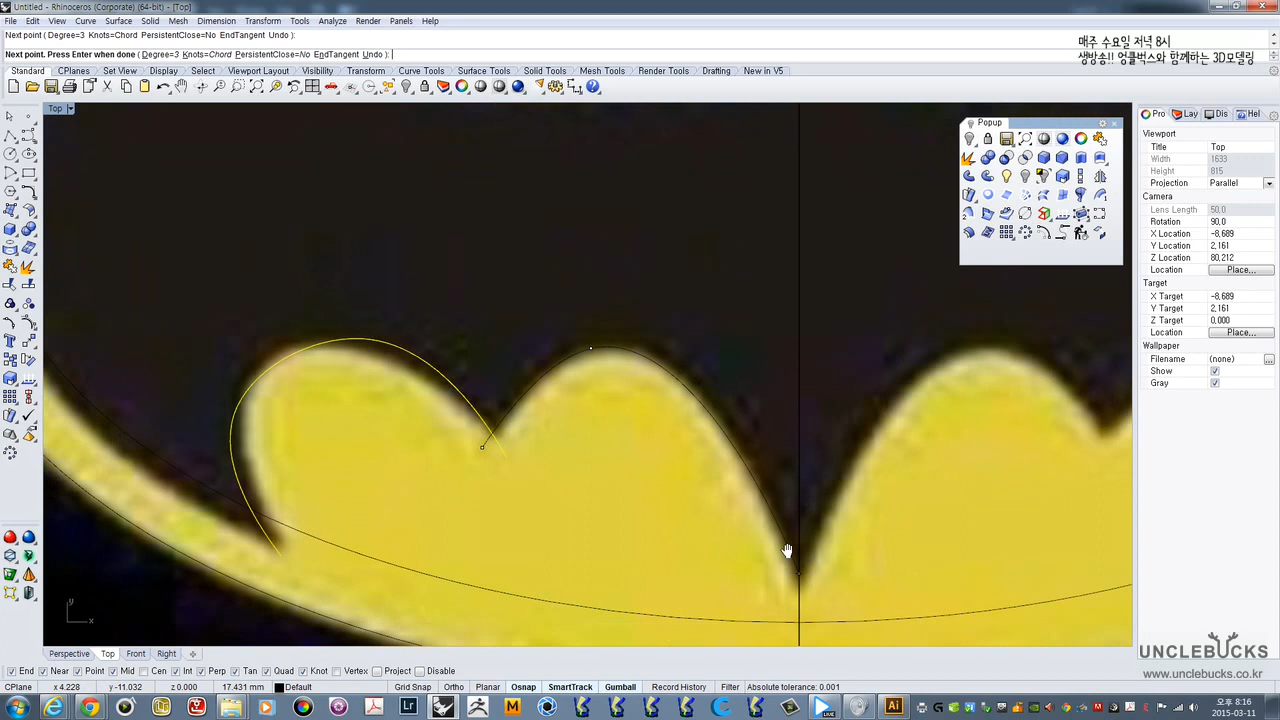 Untitled - Rhinoceros (Corporate) (64-bit) - [Top]
File Edit View Curve Surface Solid Mesh Dimension Transform Tools Analyze Render Panels Help
Next point ( Degree=3 Knots=Chord PersistentClose=No EndTangent Undo ):
Next point. Press Enter when done ( Degree=3 Knots=Chord PersistentClose=No EndTangent Undo ):
매주 수요일 저녁 8시
생방송!! 엉클벅스와 함께하는 3D모델링
Standard CPlanes Set View Display Select Viewport Layout Visibility Transform Curve Tools Surface Tools Solid Tools Mesh Tools Render Tools Drafting New In V5
Top
Popup
Pro Lay Dis Hel
Viewport
Title Top
Width 1633
Height 815
Projection Parallel
Camera
Lens Length 50,0
Rotation 90,0
X Location -8,689
Y Location 2,161
Z Location 80,212
Location Place...
Target
X Target -8,689
Y Target 2,161
Z Target 0,000
Location Place...
Wallpaper
Filename (none) ...
Show
Gray
y
x
Perspective Top Front Right
End Near Point Mid Cen Int Perp Tan Quad Knot Vertex Project Disable
CPlane x 4.228 y -11.032 z 0.000 17.431 mm Default Grid Snap Ortho Planar Osnap SmartTrack Gumball Record History Filter Absolute tolerance: 0.001
UNCLEBUCKS
www.unclebucks.co.kr
Lr M LIVE Ai
오후 8:16
2015-03-11